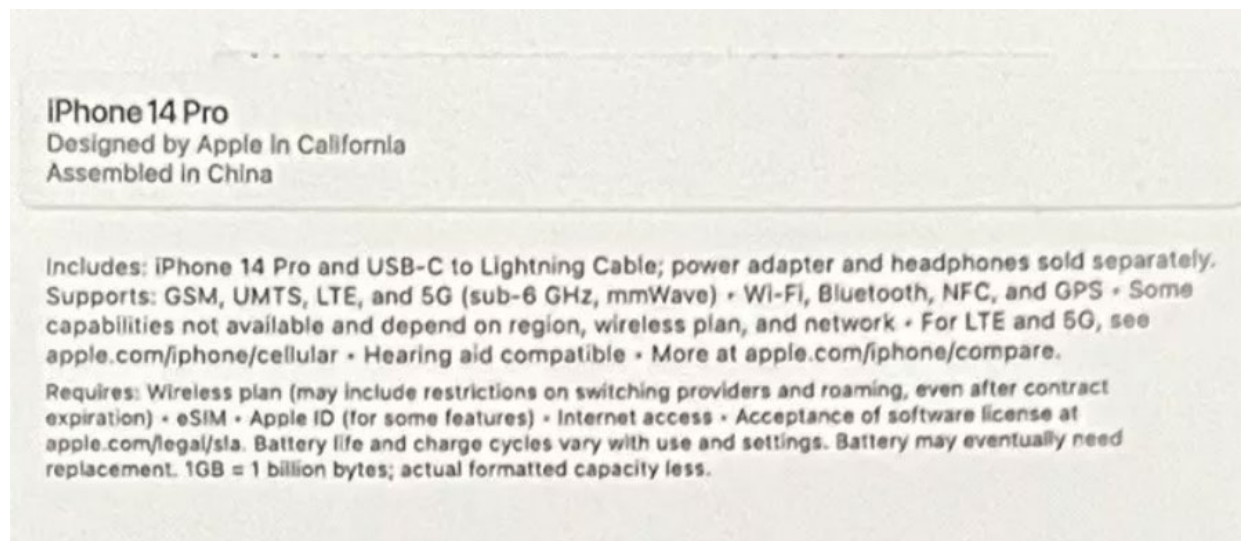 iPhone 14 Pro
Designed by Apple in California
Assembled in China
Includes: iPhone 14 Pro and USB-C to Lightning Cable; power adapter and headphones sold separately.
Supports: GSM, UMTS, LTE, and 5G (sub-6 GHz, mmWave) • Wi-Fi, Bluetooth, NFC, and GPS • Some
capabilities not available and depend on region, wireless plan, and network • For LTE and 5G, see
apple.com/iphone/cellular • Hearing aid compatible • More at apple.com/iphone/compare.
Requires: Wireless plan (may include restrictions on switching providers and roaming, even after contract
expiration) • eSIM • Apple ID (for some features) • Internet access • Acceptance of software license at
apple.com/legal/sla. Battery life and charge cycles vary with use and settings. Battery may eventually need
replacement. 1GB = 1 billion bytes; actual formatted capacity less.